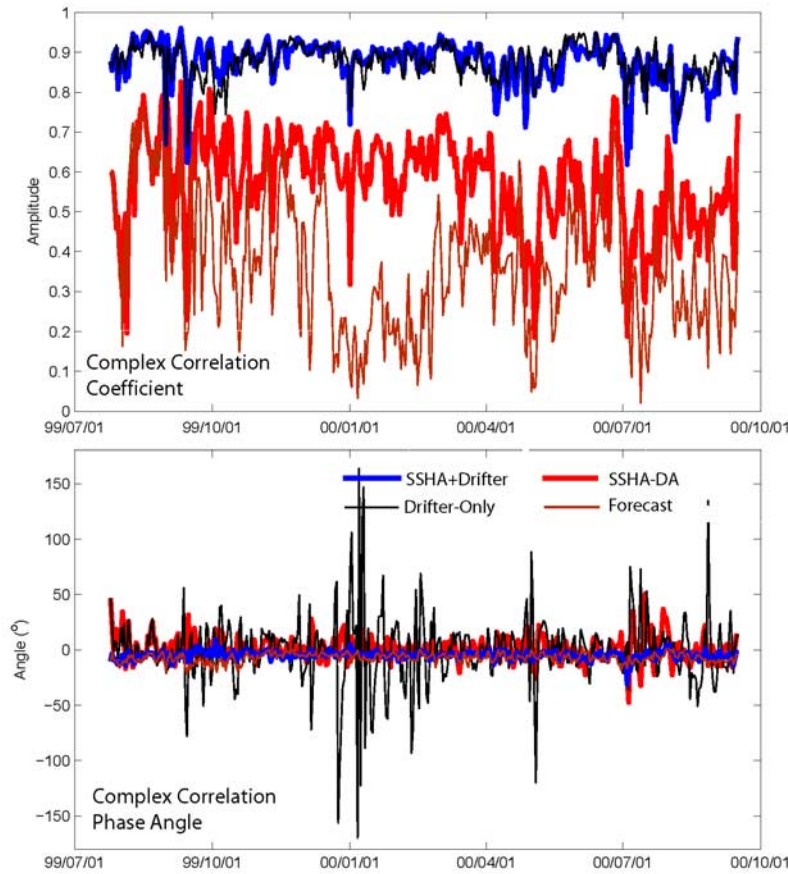 1
0.9
0.8
0.7
0.6
0.5
0.4
0.3
0.2
0.1
0
Amplitude
Complex Correlation
Coefficient
99/07/01 99/10/01 00/01/01 00/04/01 00/07/01 00/10/01
150
100
50
0
−50
−100
−150
Angle (°)
SSHA+Drifter SSHA-DA
Drifter-Only Forecast
Complex Correlation
Phase Angle
99/07/01 99/10/01 00/01/01 00/04/01 00/07/01 00/10/01